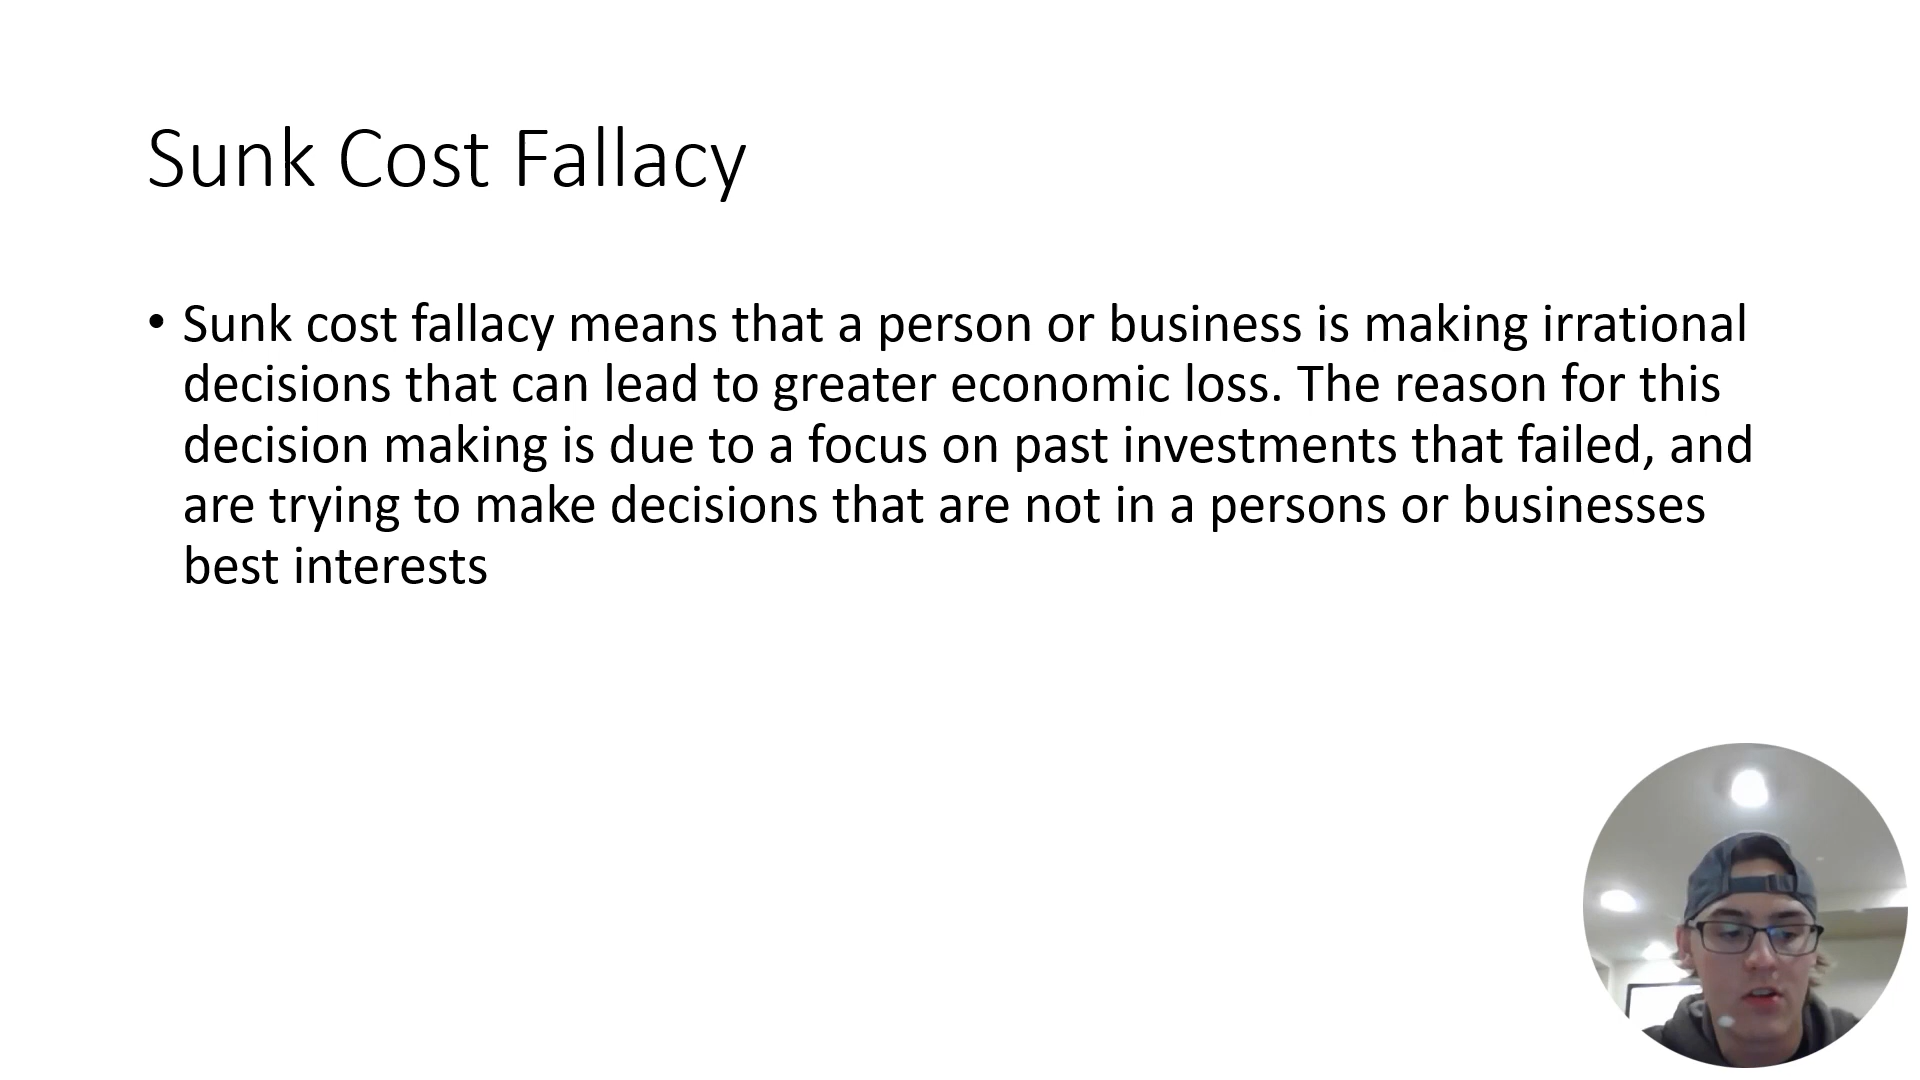 Sunk Cost Fallacy
• Sunk cost fallacy means that a person or business is making irrational
decisions that can lead to greater economic loss. The reason for this
decision making is due to a focus on past investments that failed, and
are trying to make decisions that are not in a persons or businesses
best interests